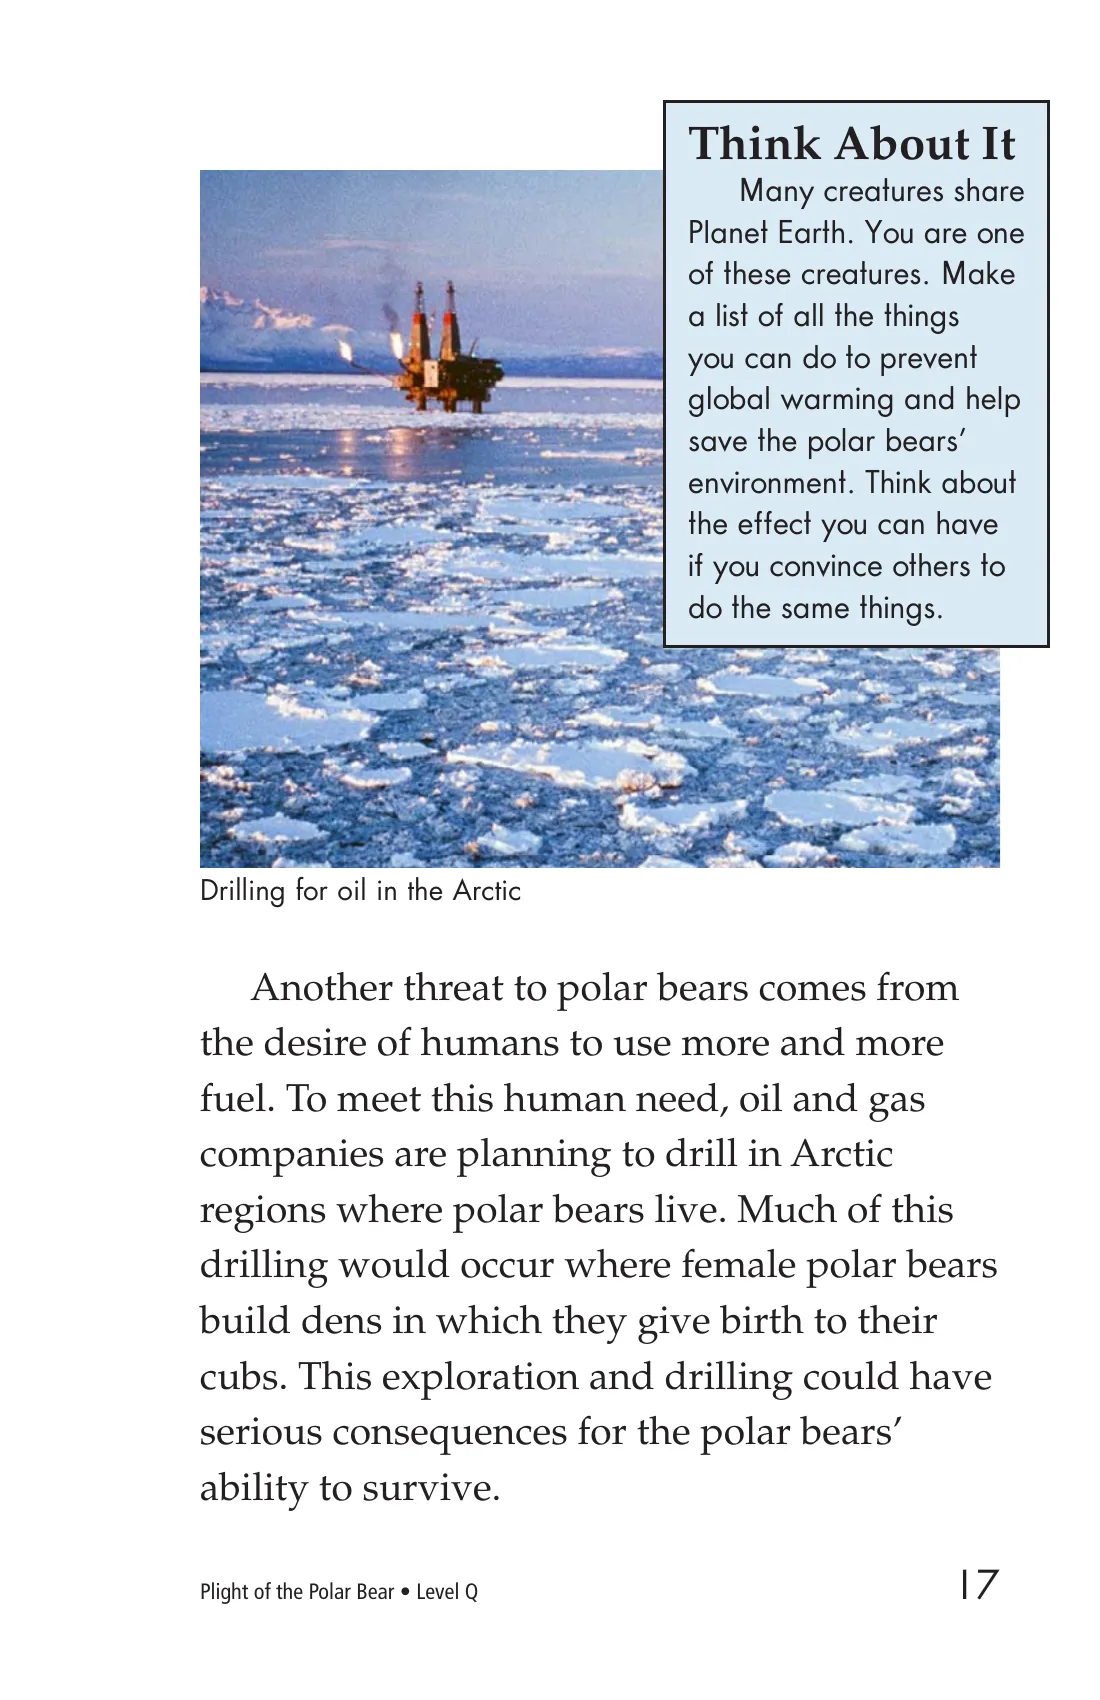 Think About It
Many creatures share
Planet Earth. You are one
of these creatures. Make
a list of all the things
you can do to prevent
global warming and help
save the polar bears’
environment. Think about
the effect you can have
if you convince others to
do the same things.
Drilling for oil in the Arctic
Another threat to polar bears comes from
the desire of humans to use more and more
fuel. To meet this human need, oil and gas
companies are planning to drill in Arctic
regions where polar bears live. Much of this
drilling would occur where female polar bears
build dens in which they give birth to their
cubs. This exploration and drilling could have
serious consequences for the polar bears’
ability to survive.
Plight of the Polar Bear • Level Q
17